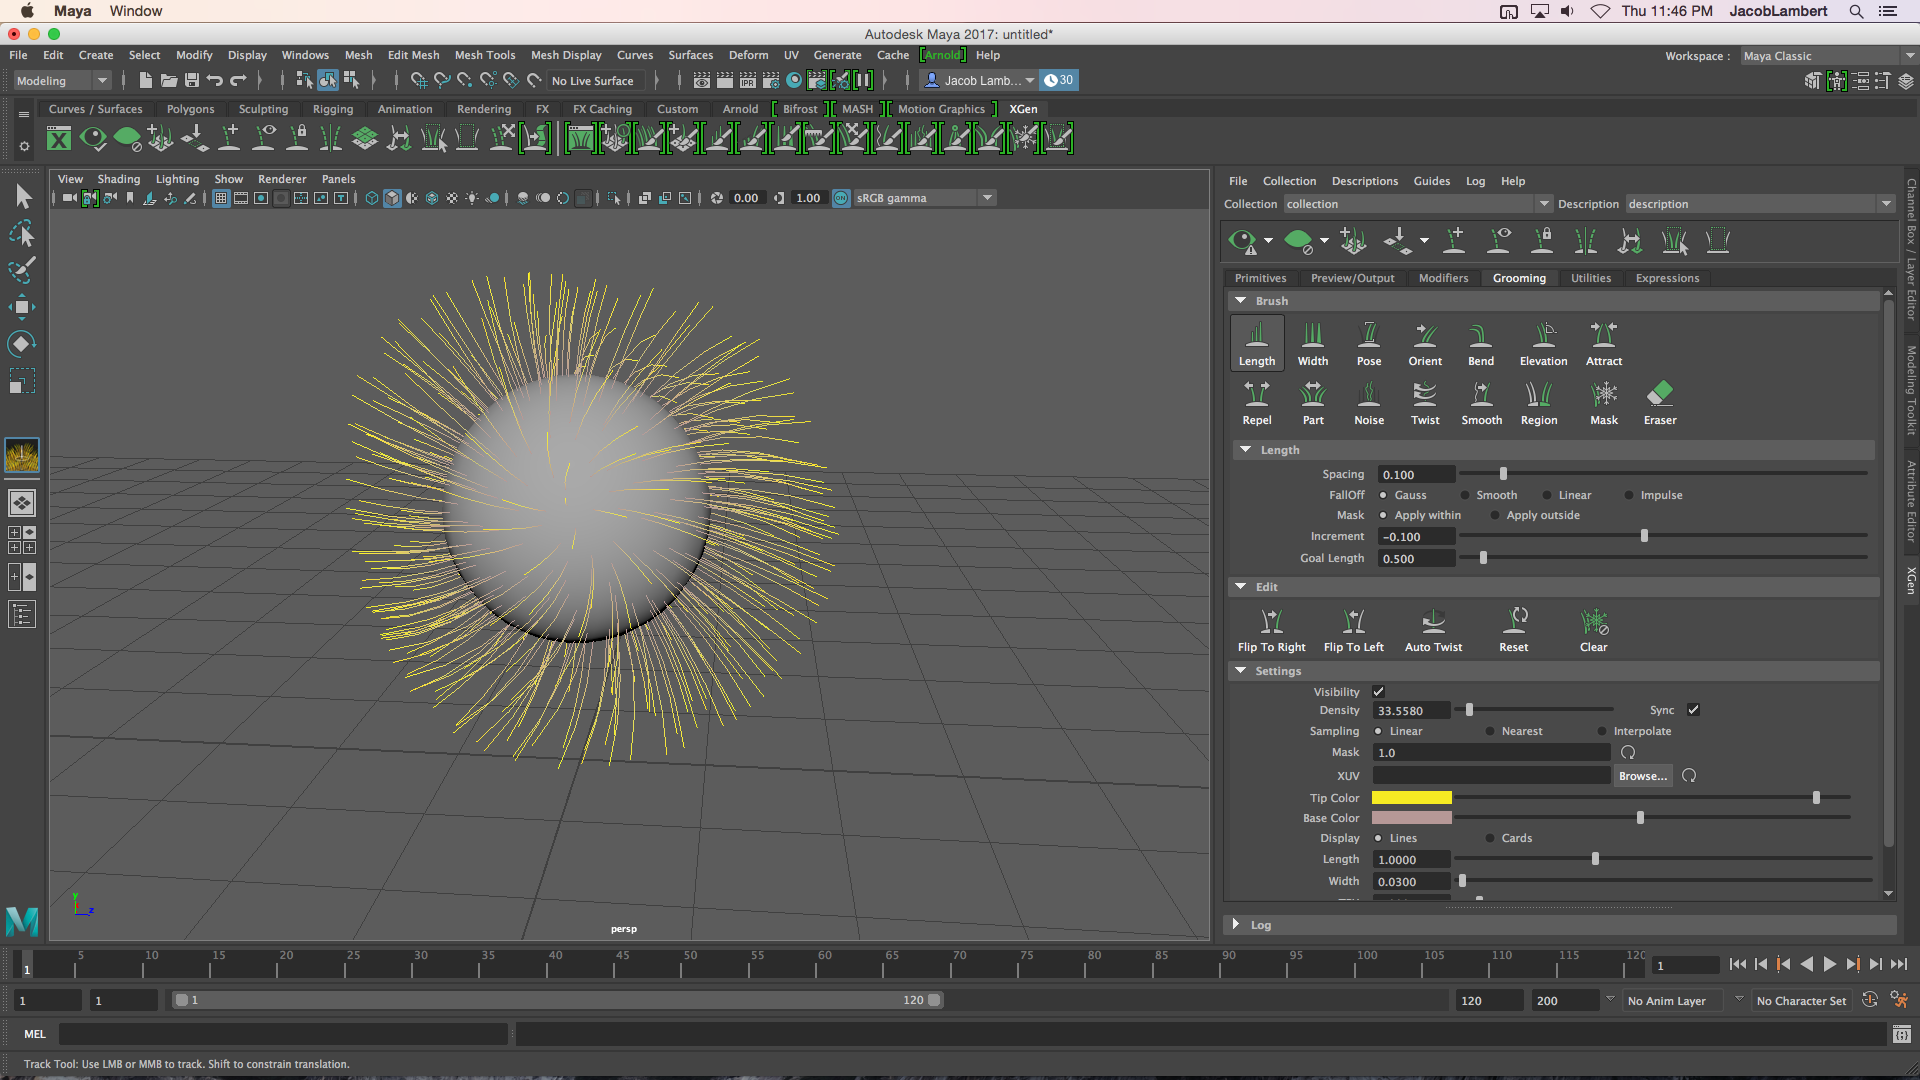 Maya Window
Thu 11:46 PM JacobLambert
Autodesk Maya 2017: untitled*
File Edit Create Select Modify Display Windows Mesh Edit Mesh Mesh Tools Mesh Display Curves Surfaces Deform UV Generate Cache [Arnold] Help
Workspace : Maya Classic
Modeling No Live Surface IPR Jacob Lamb... 30
Curves / Surfaces Polygons Sculpting Rigging Animation Rendering FX FX Caching Custom Arnold [ Bifrost ][ MASH ][ Motion Graphics ] XGen
View Shading Lighting Show Renderer Panels
0.00 1.00 ON sRGB gamma
persp
y
z
File Collection Descriptions Guides Log Help
Collection collection Description description
Primitives Preview/Output Modifiers Grooming Utilities Expressions
Brush
Length Width Pose Orient Bend Elevation Attract
Repel Part Noise Twist Smooth Region Mask Eraser
Length
Spacing 0.100
FallOff Gauss Smooth Linear Impulse
Mask Apply within Apply outside
Increment -0.100
Goal Length 0.500
Edit
Flip To Right Flip To Left Auto Twist Reset Clear
Settings
Visibility
Density 33.5580 Sync
Sampling Linear Nearest Interpolate
Mask 1.0
XUV Browse...
Tip Color
Base Color
Display Lines Cards
Length 1.0000
Width 0.0300
Log
Channel Box / Layer Editor
Modeling Toolkit
Attribute Editor
XGen
1 5 10 15 20 25 30 35 40 45 50 55 60 65 70 75 80 85 90 95 100 105 110 115 120 1
1 1 1 120 120 200 No Anim Layer No Character Set
MEL
Track Tool: Use LMB or MMB to track. Shift to constrain translation.